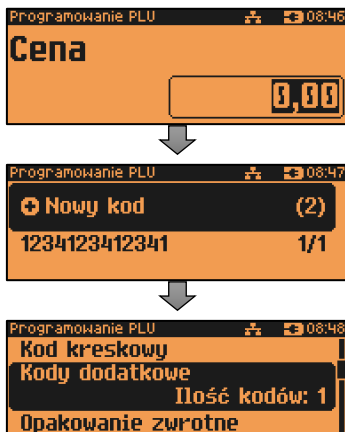 Programowanie PLU 08:46
Cena
0,00
Programowanie PLU 08:47
Nowy kod (2)
1234123412341 1/1
Programowanie PLU 08:48
Kod kreskowy
Kody dodatkowe
Ilość kodów: 1
Opakowanie zwrotne